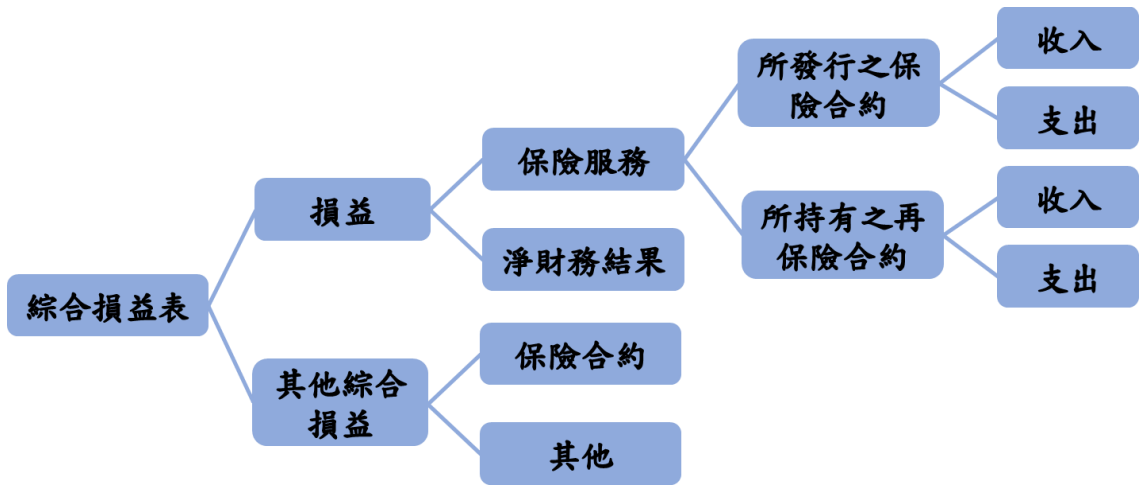 綜合損益表
損益
保險服務
所發行之保
險合約
收入
支出
所持有之再
保險合約
收入
支出
淨財務結果
其他綜合
損益
保險合約
其他